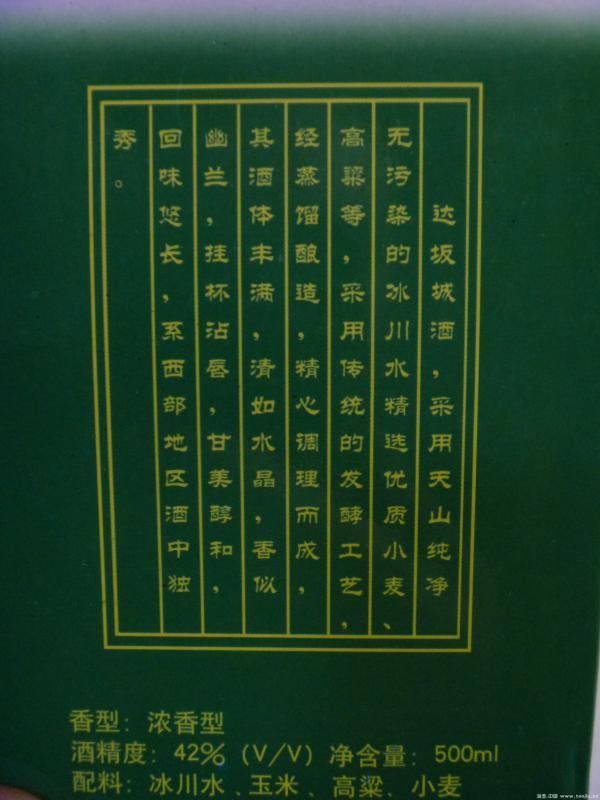 达坂城酒，采用天山纯净
无污染的冰川水精选优质小麦、
高粱等，采用传统的发酵工艺，
经蒸馏酿造，精心调理而成，
其酒体丰满，清如水晶，香似
幽兰，挂杯沾唇，甘美醇和，
回味悠长，系西部地区酒中独
秀。
香型：浓香型
酒精度：42%（V/V）净含量：500ml
配料：冰川水、玉米、高粱、小麦